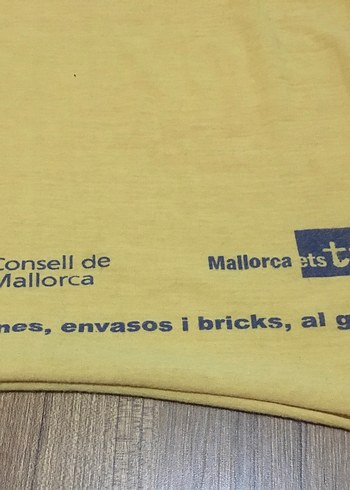 Consell de
Mallorca
Mallorca ets t
nes, envasos i bricks, al g